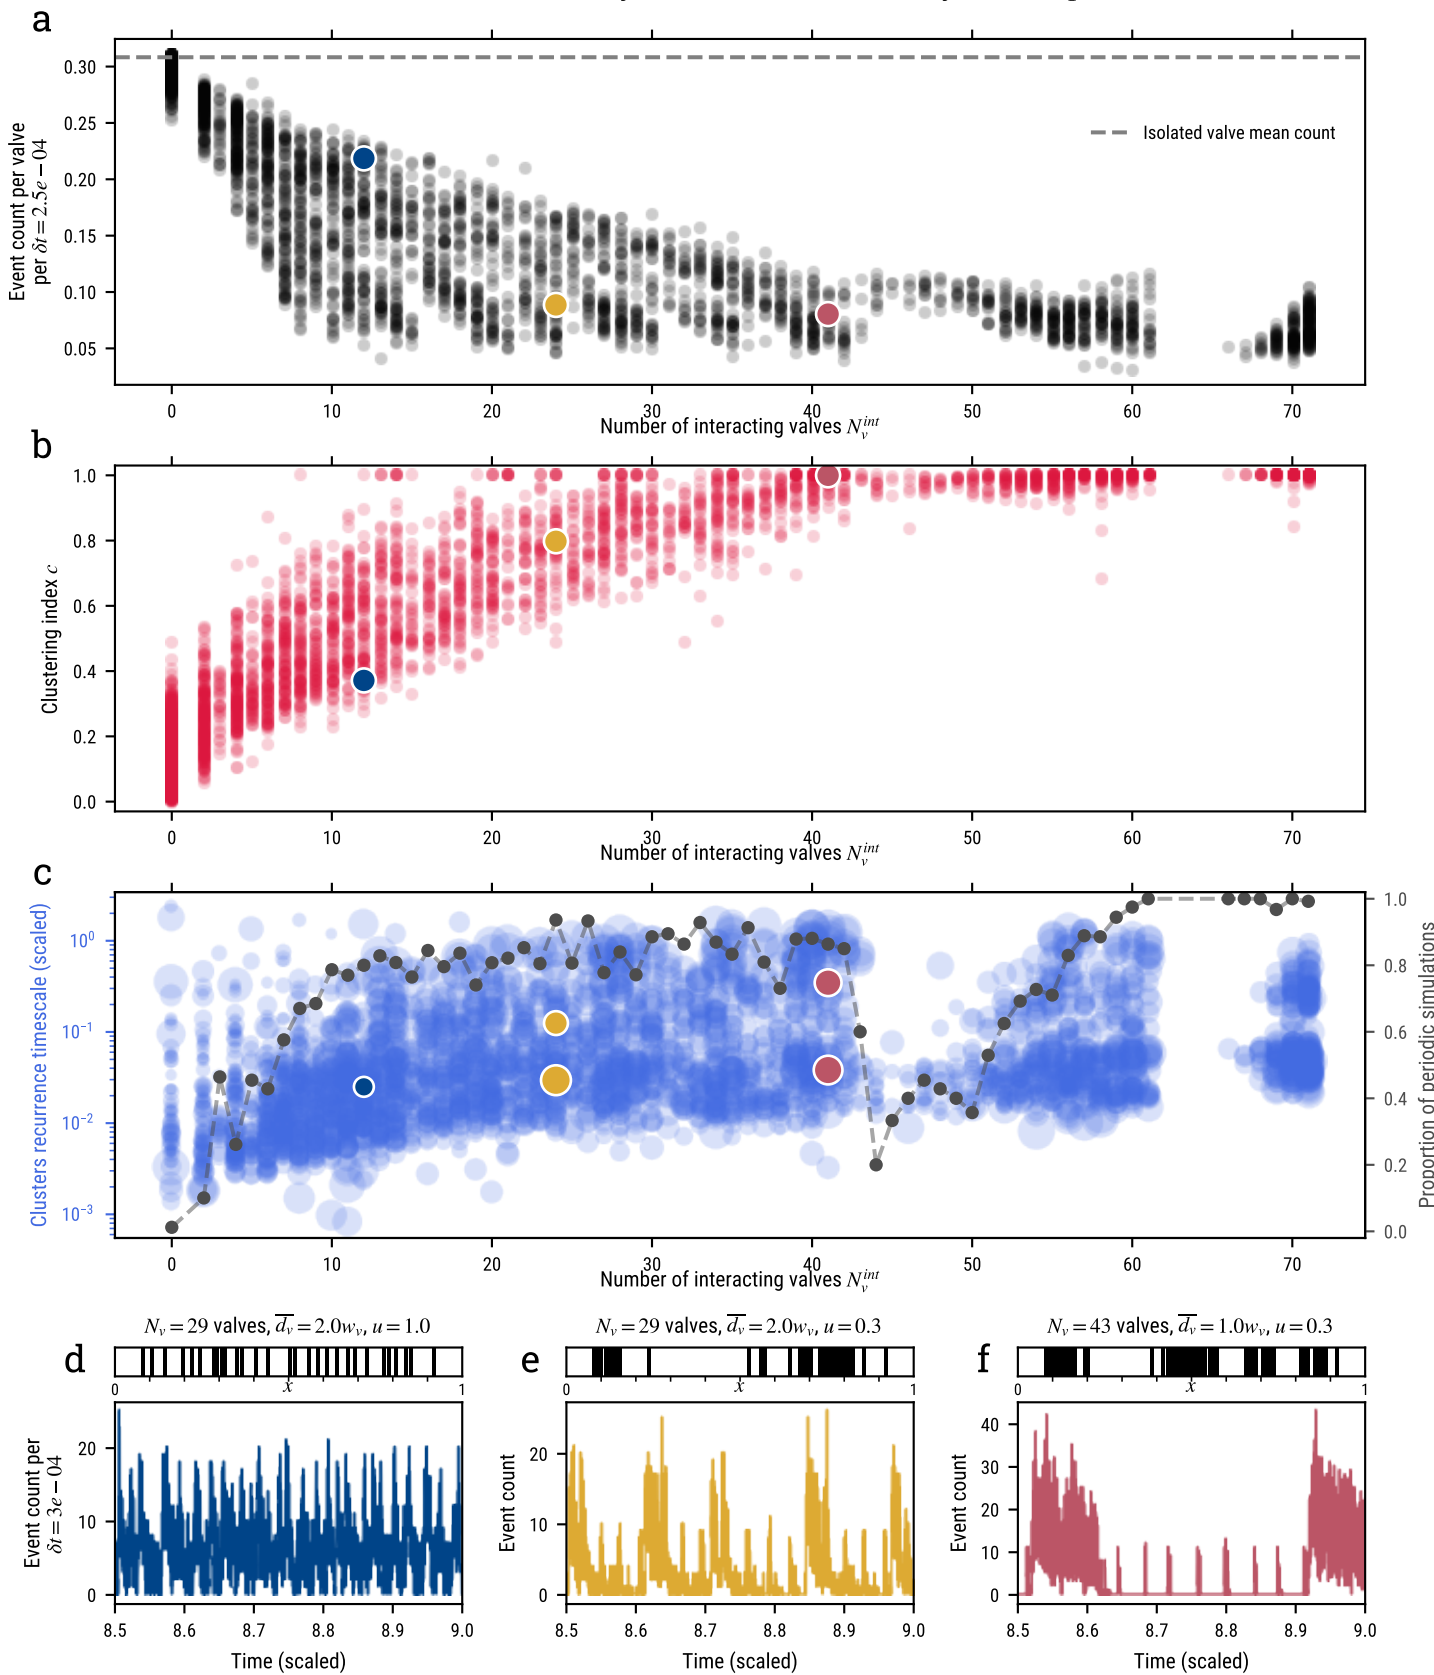 a
Event count per valve
per δt = 2.5e − 04
0.30
0.25
0.20
0.15
0.10
0.05
Isolated valve mean count
0 10 20 30 40 50 60 70
Number of interacting valves N_v^int
b
Clustering index c
1.0
0.8
0.6
0.4
0.2
0.0
0 10 20 30 40 50 60 70
Number of interacting valves N_v^int
c
Clusters recurrence timescale (scaled)
10⁰
10⁻¹
10⁻²
10⁻³
1.0
0.8
0.6
0.4
0.2
0.0
Proportion of periodic simulations
0 10 20 30 40 50 60 70
Number of interacting valves N_v^int
d
N_v = 29 valves, \overline{d_v} = 2.0w_v, u = 1.0
0 x 1
Event count per
δt = 3e − 04
20
10
0
8.5 8.6 8.7 8.8 8.9 9.0
Time (scaled)
e
N_v = 29 valves, \overline{d_v} = 2.0w_v, u = 0.3
0 x 1
Event count
20
10
0
8.5 8.6 8.7 8.8 8.9 9.0
Time (scaled)
f
N_v = 43 valves, \overline{d_v} = 1.0w_v, u = 0.3
0 x 1
Event count
40
30
20
10
0
8.5 8.6 8.7 8.8 8.9 9.0
Time (scaled)